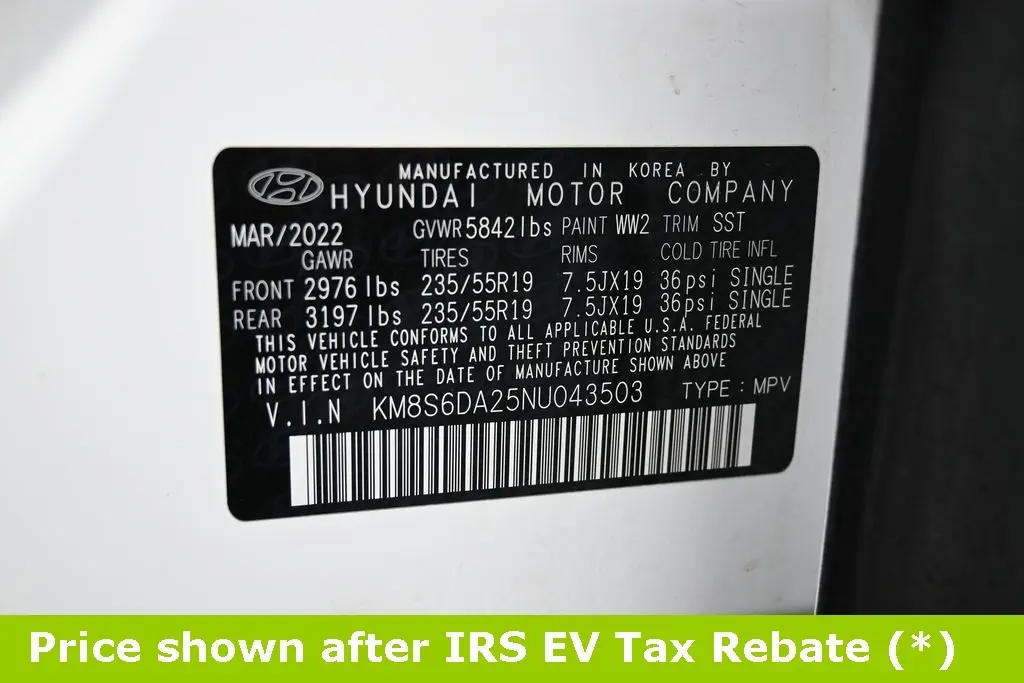 MANUFACTURED IN KOREA BY
HYUNDAI MOTOR COMPANY
MAR/2022 GVWR 5842lbs PAINT WW2 TRIM SST
GAWR TIRES RIMS COLD TIRE INFL
FRONT 2976 lbs 235/55R19 7.5JX19 36psi SINGLE
REAR 3197 lbs 235/55R19 7.5JX19 36psi SINGLE
THIS VEHICLE CONFORMS TO ALL APPLICABLE U.S.A. FEDERAL
MOTOR VEHICLE SAFETY AND THEFT PREVENTION STANDARDS
IN EFFECT ON THE DATE OF MANUFACTURE SHOWN ABOVE
V.I.N KM8S6DA25NU043503 TYPE : MPV
Price shown after IRS EV Tax Rebate (*)